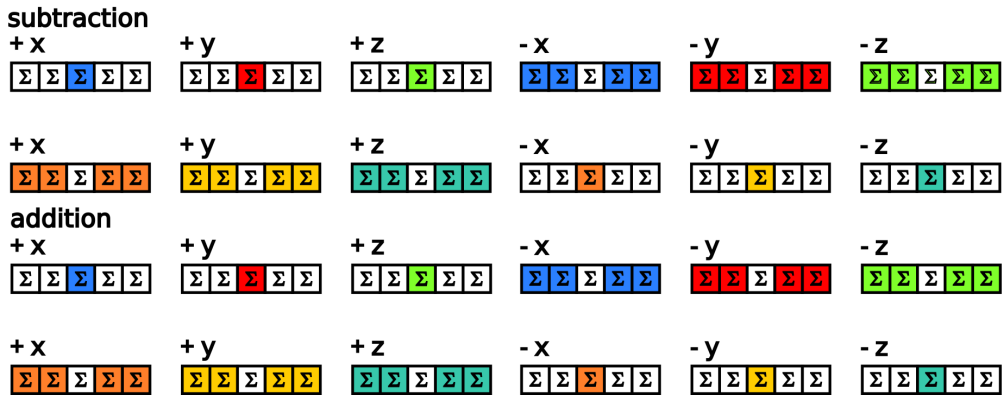 subtraction
+ x + y + z - x - y - z
Σ Σ Σ Σ Σ Σ Σ Σ Σ Σ Σ Σ Σ Σ Σ Σ Σ Σ Σ Σ Σ Σ Σ Σ Σ Σ Σ Σ Σ Σ
+ x + y + z - x - y - z
Σ Σ Σ Σ Σ Σ Σ Σ Σ Σ Σ Σ Σ Σ Σ Σ Σ Σ Σ Σ Σ Σ Σ Σ Σ Σ Σ Σ Σ Σ
addition
+ x + y + z - x - y - z
Σ Σ Σ Σ Σ Σ Σ Σ Σ Σ Σ Σ Σ Σ Σ Σ Σ Σ Σ Σ Σ Σ Σ Σ Σ Σ Σ Σ Σ Σ
+ x + y + z - x - y - z
Σ Σ Σ Σ Σ Σ Σ Σ Σ Σ Σ Σ Σ Σ Σ Σ Σ Σ Σ Σ Σ Σ Σ Σ Σ Σ Σ Σ Σ Σ